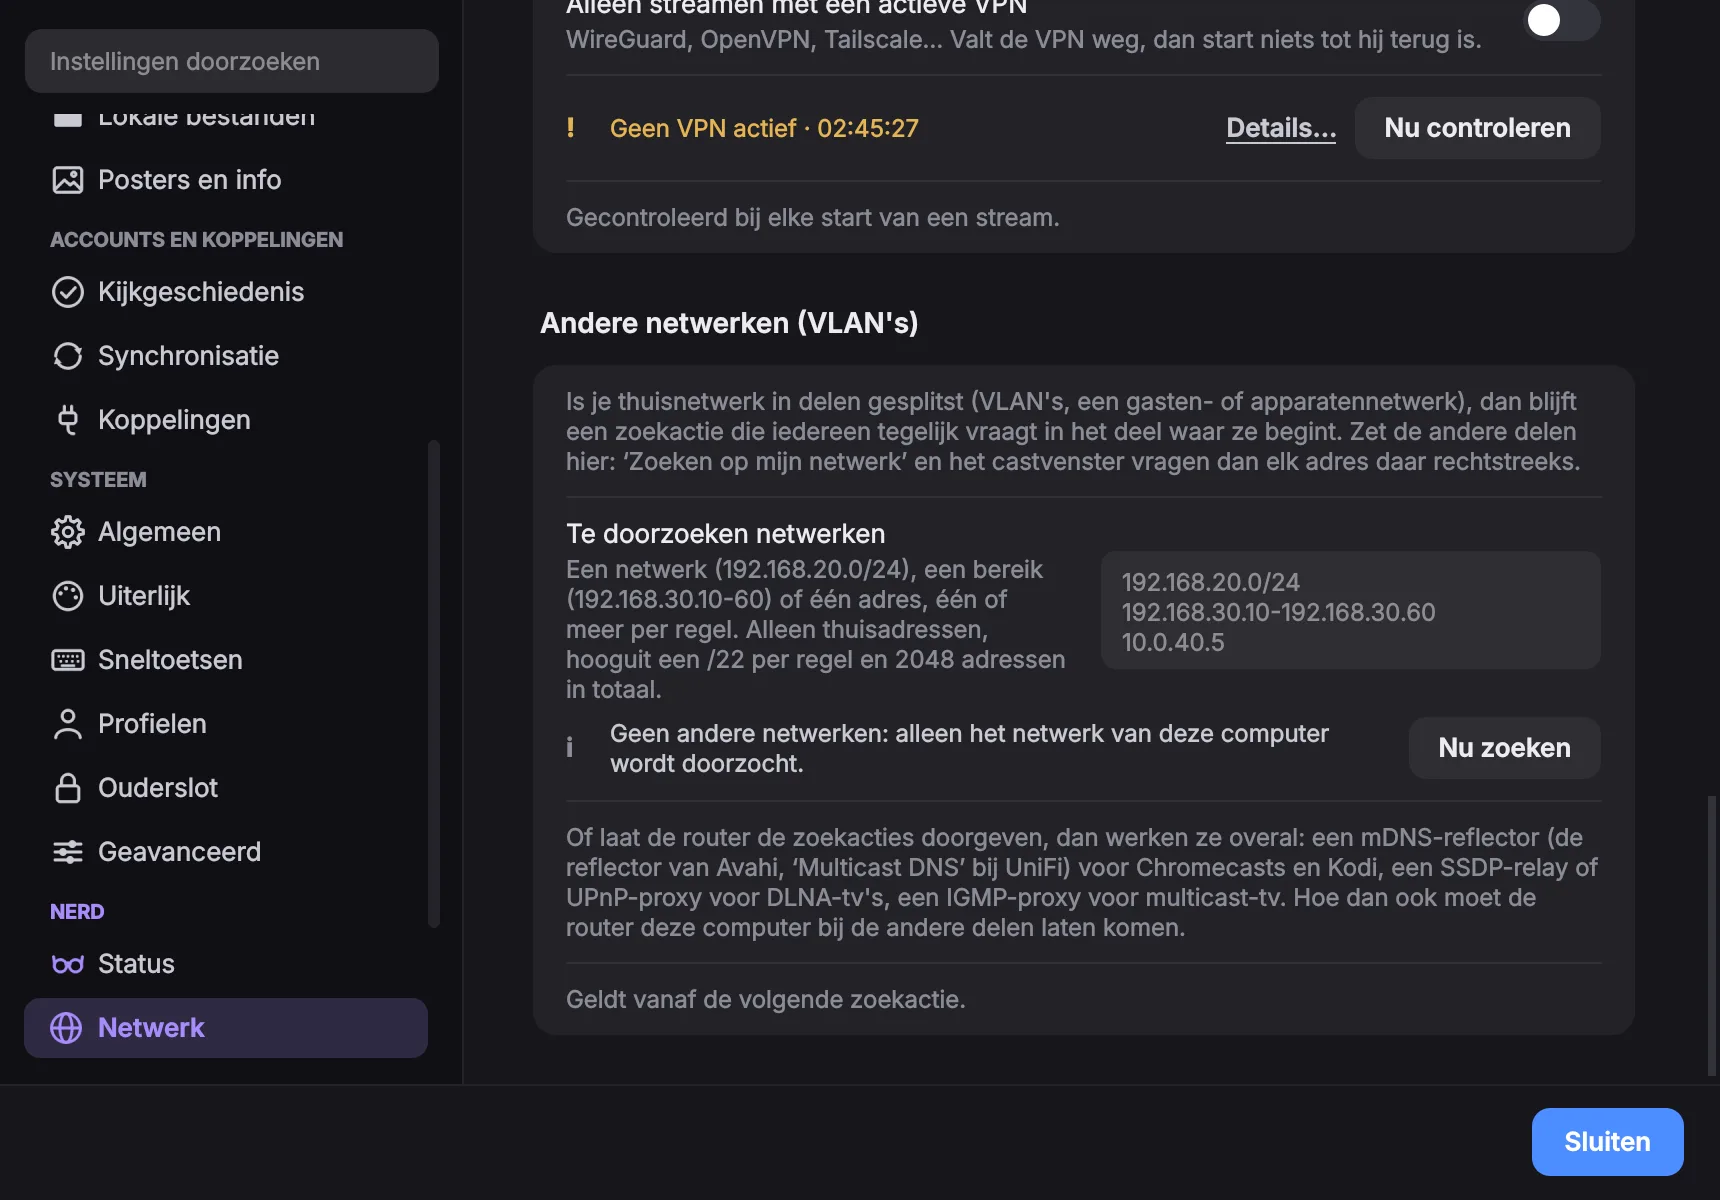 Instellingen doorzoeken
Lokale bestanden
Posters en info
ACCOUNTS EN KOPPELINGEN
Kijkgeschiedenis
Synchronisatie
Koppelingen
SYSTEEM
Algemeen
Uiterlijk
Sneltoetsen
Profielen
Ouderslot
Geavanceerd
NERD
Status
Netwerk
Alleen streamen met een actieve VPN
WireGuard, OpenVPN, Tailscale... Valt de VPN weg, dan start niets tot hij terug is.
! Geen VPN actief · 02:45:27
Details...
Nu controleren
Gecontroleerd bij elke start van een stream.
Andere netwerken (VLAN's)
Is je thuisnetwerk in delen gesplitst (VLAN's, een gasten- of apparatennetwerk), dan blijft
een zoekactie die iedereen tegelijk vraagt in het deel waar ze begint. Zet de andere delen
hier: ‘Zoeken op mijn netwerk’ en het castvenster vragen dan elk adres daar rechtstreeks.
Te doorzoeken netwerken
Een netwerk (192.168.20.0/24), een bereik
(192.168.30.10-60) of één adres, één of
meer per regel. Alleen thuisadressen,
hooguit een /22 per regel en 2048 adressen
in totaal.
192.168.20.0/24
192.168.30.10-192.168.30.60
10.0.40.5
i Geen andere netwerken: alleen het netwerk van deze computer
wordt doorzocht.
Nu zoeken
Of laat de router de zoekacties doorgeven, dan werken ze overal: een mDNS-reflector (de
reflector van Avahi, ‘Multicast DNS’ bij UniFi) voor Chromecasts en Kodi, een SSDP-relay of
UPnP-proxy voor DLNA-tv's, een IGMP-proxy voor multicast-tv. Hoe dan ook moet de
router deze computer bij de andere delen laten komen.
Geldt vanaf de volgende zoekactie.
Sluiten